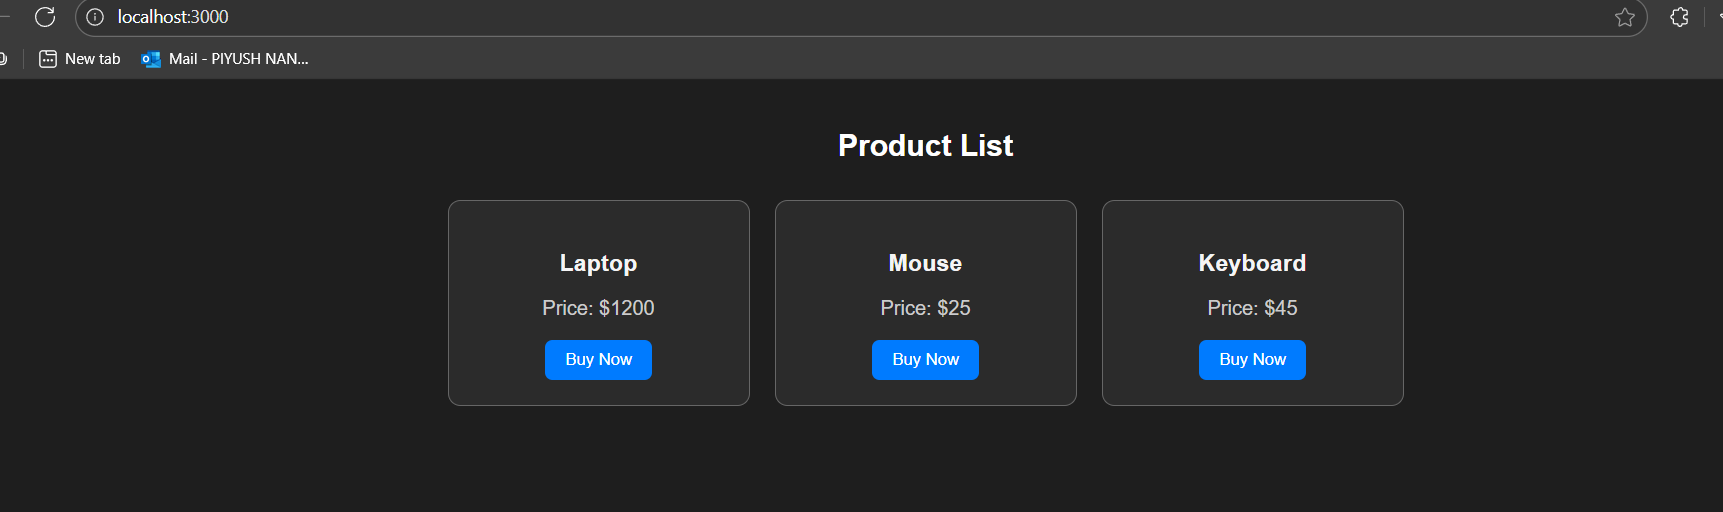 localhost:3000
New tab
Mail - PIYUSH NAN...
Product List
Laptop
Price: $1200
Buy Now
Mouse
Price: $25
Buy Now
Keyboard
Price: $45
Buy Now